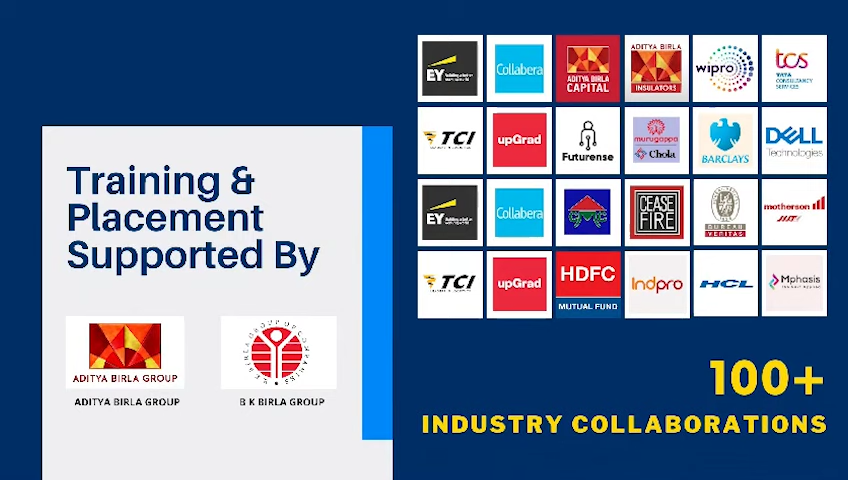 Training &
Placement
Supported By
ADITYA BIRLA GROUP
ADITYA BIRLA GROUP
B K BIRLA GROUP
EY
Collabera
ADITYA BIRLA
CAPITAL
ADITYA BIRLA
INSULATORS
wipro
tcs
TATA
CONSULTANCY
SERVICES
TCI
upGrad
Futurense
murugappa
Chola
BARCLAYS
DELL
Technologies
EY
Collabera
CEASE
FIRE
BUREAU
VERITAS
motherson
TCI
upGrad
HDFC
MUTUAL FUND
Indpro
HCL
Mphasis
100+
INDUSTRY COLLABORATIONS